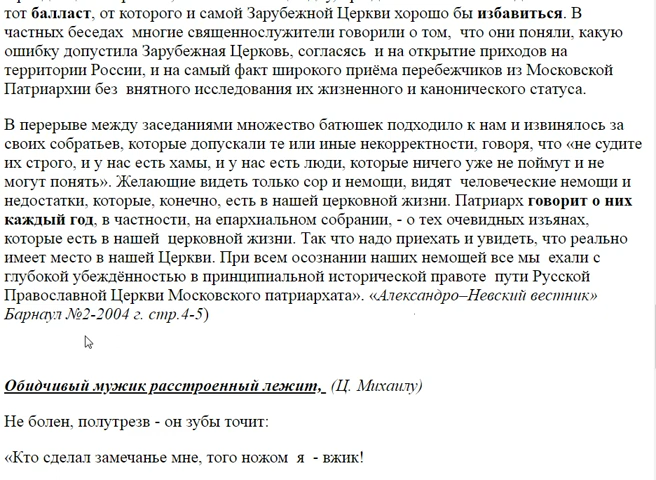 тот балласт, от которого и самой Зарубежной Церкви хорошо бы избавиться. В
частных беседах многие священнослужители говорили о том, что они поняли, какую
ошибку допустила Зарубежная Церковь, согласясь и на открытие приходов на
территории России, и на самый факт широкого приёма перебежчиков из Московской
Патриархии без внятного исследования их жизненного и канонического статуса.
В перерыве между заседаниями множество батюшек подходило к нам и извинялось за
своих собратьев, которые допускали те или иные некорректности, говоря, что «не судите
их строго, и у нас есть хамы, и у нас есть люди, которые ничего уже не поймут и не
могут понять». Желающие видеть только сор и немощи, видят человеческие немощи и
недостатки, которые, конечно, есть в нашей церковной жизни. Патриарх говорит о них
каждый год, в частности, на епархиальном собрании, - о тех очевидных изъянах,
которые есть в нашей церковной жизни. Так что надо приехать и увидеть, что реально
имеет место в нашей Церкви. При всем осознании наших немощей все мы ехали с
глубокой убеждённостью в принципиальной исторической правоте пути Русской
Православной Церкви Московского патриархата». «Александро–Невский вестник»
Барнаул №2-2004 г. стр.4-5)
Обидчивый мужик расстроенный лежит, (Ц. Михаилу)
Не болен, полутрезв - он зубы точит:
«Кто сделал замечанье мне, того ножом я - вжик!